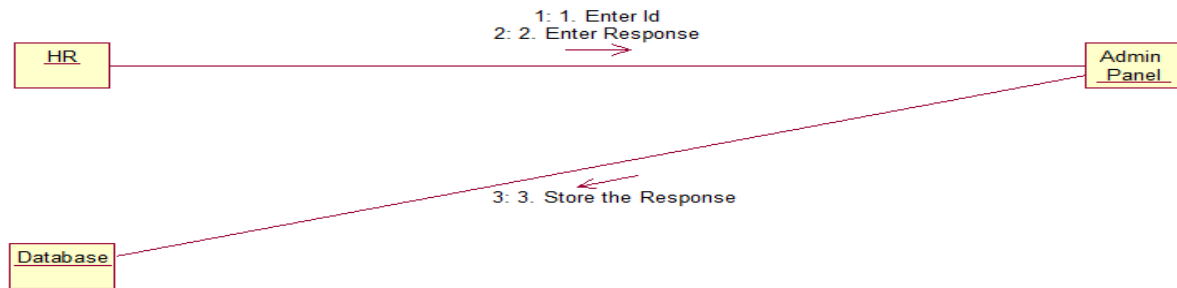 1: 1. Enter Id
2: 2. Enter Response
HR
Admin
Panel
3: 3. Store the Response
Database